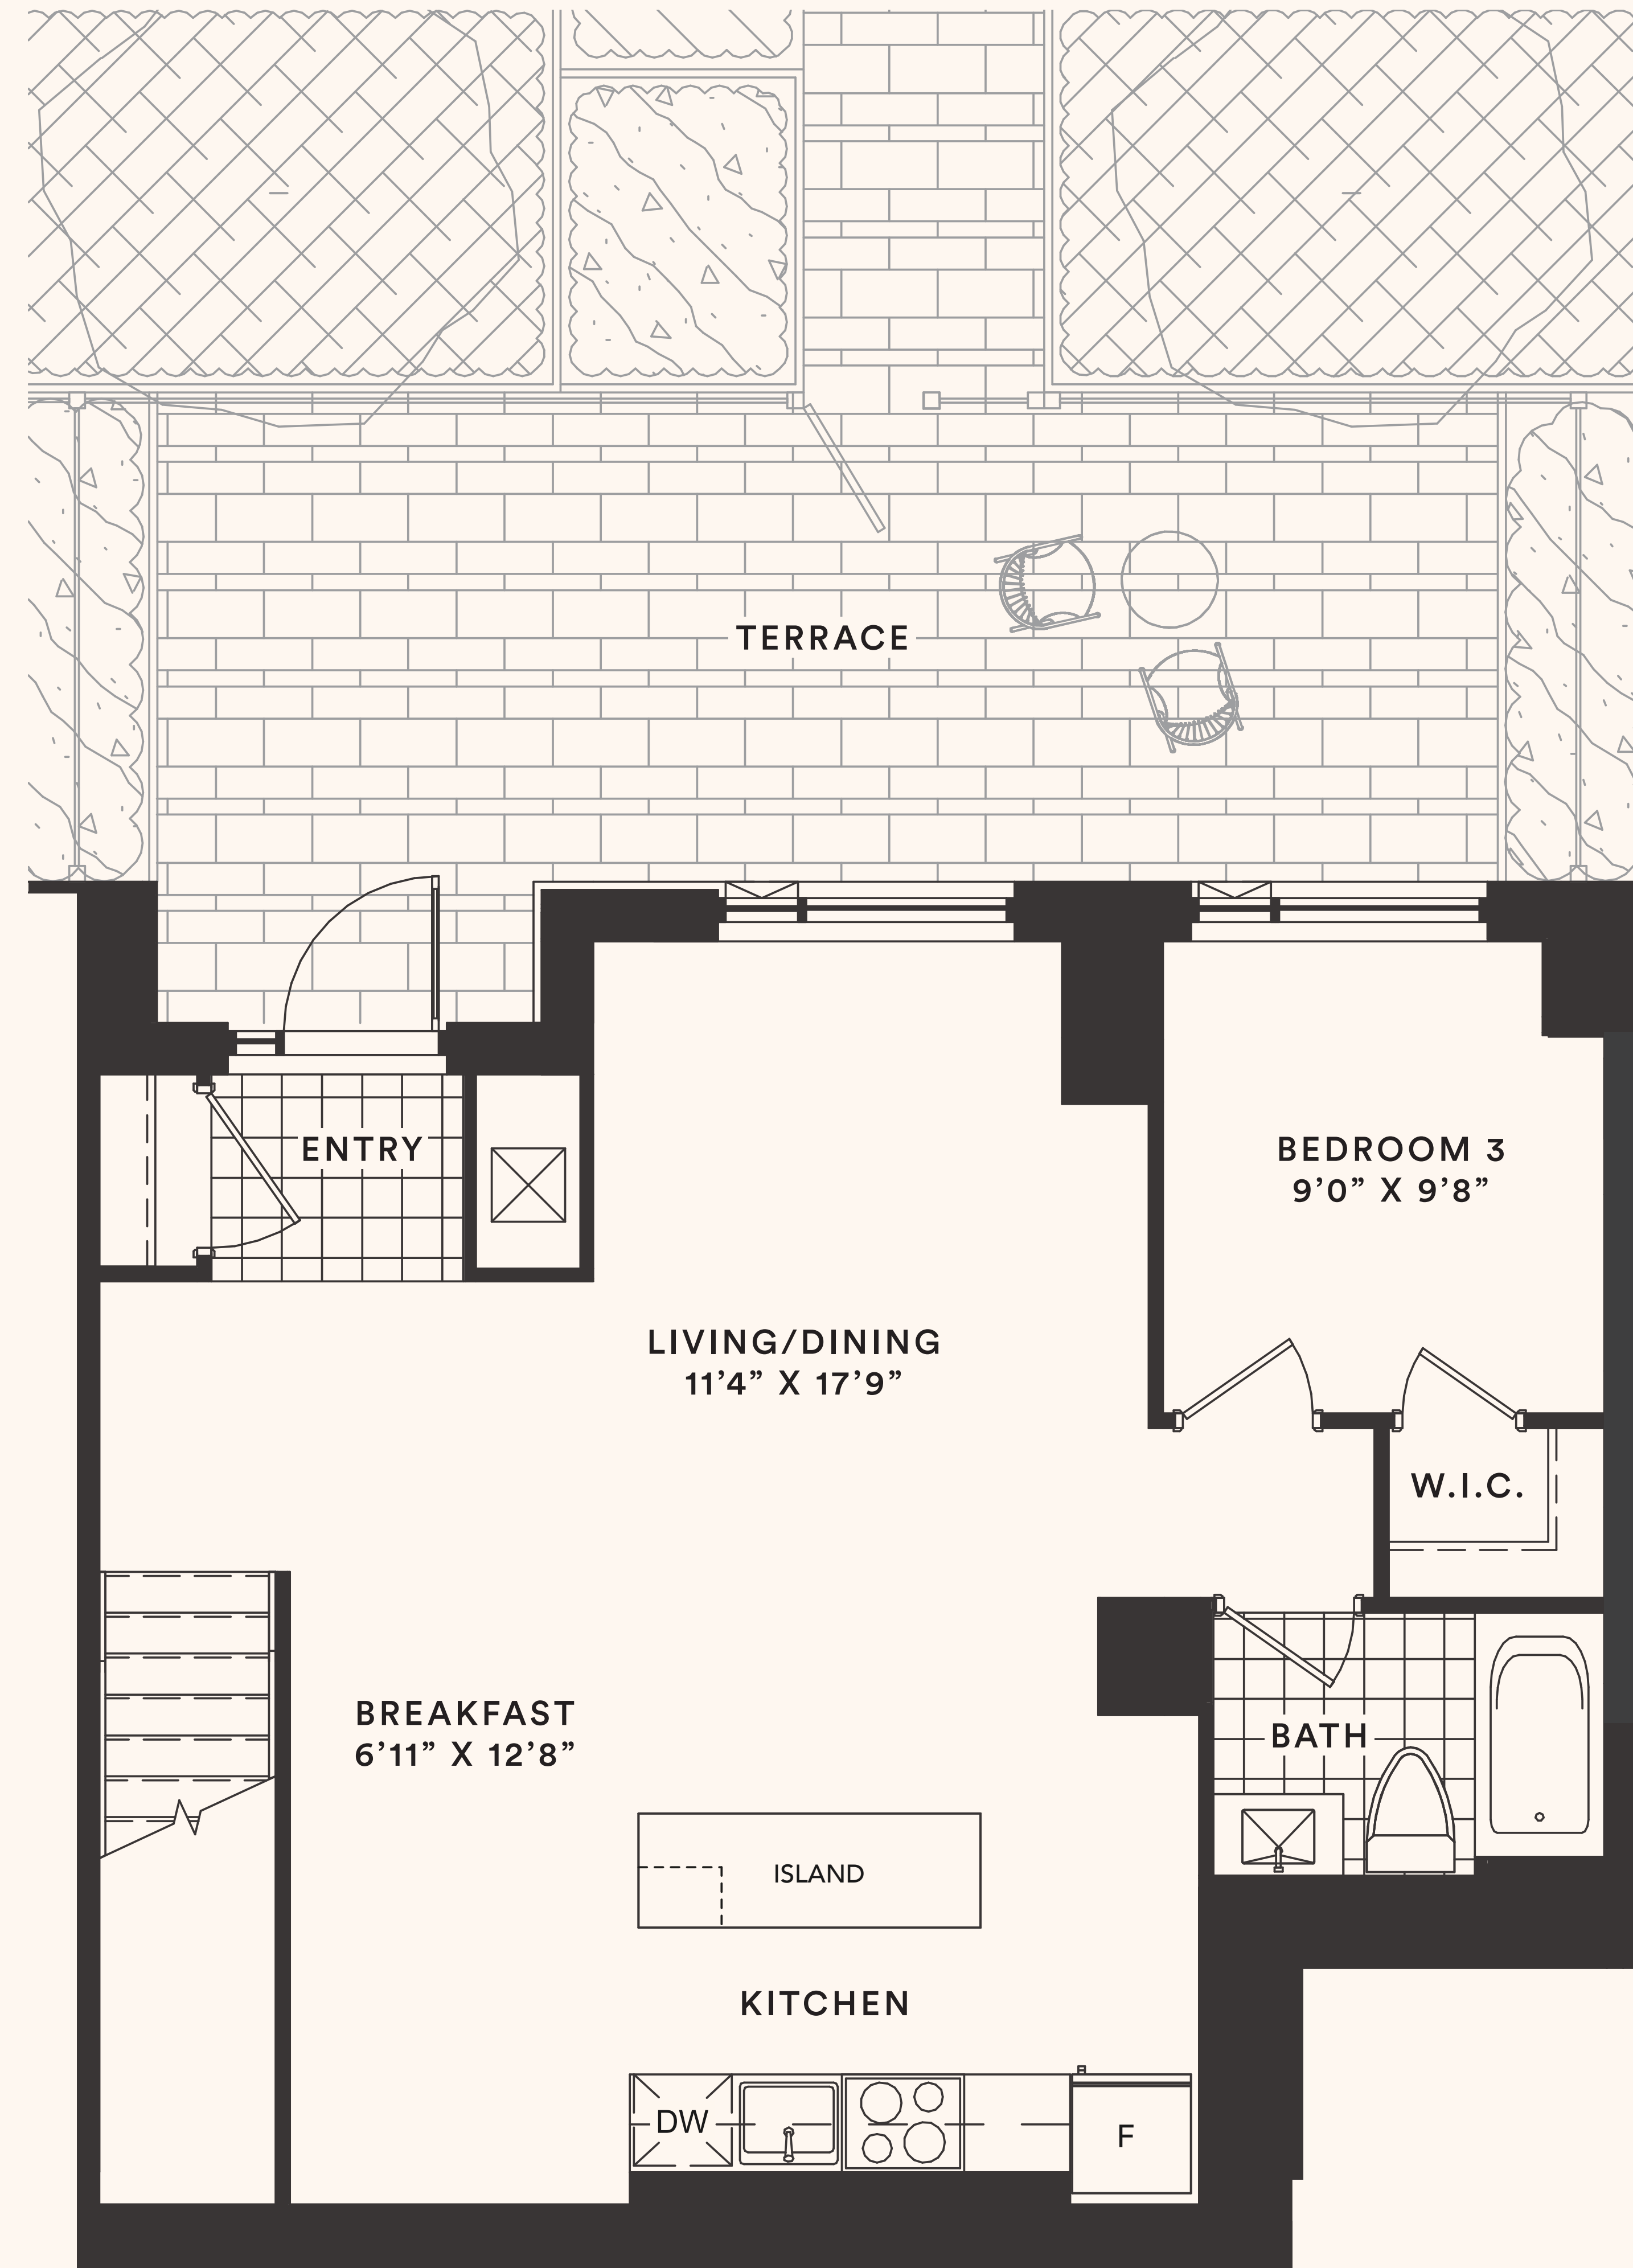 TERRACE
ENTRY
BEDROOM 3
9’0” X 9’8”
LIVING/DINING
11’4” X 17’9”
W.I.C.
BREAKFAST
6’11” X 12’8”
BATH
ISLAND
KITCHEN
DW
F